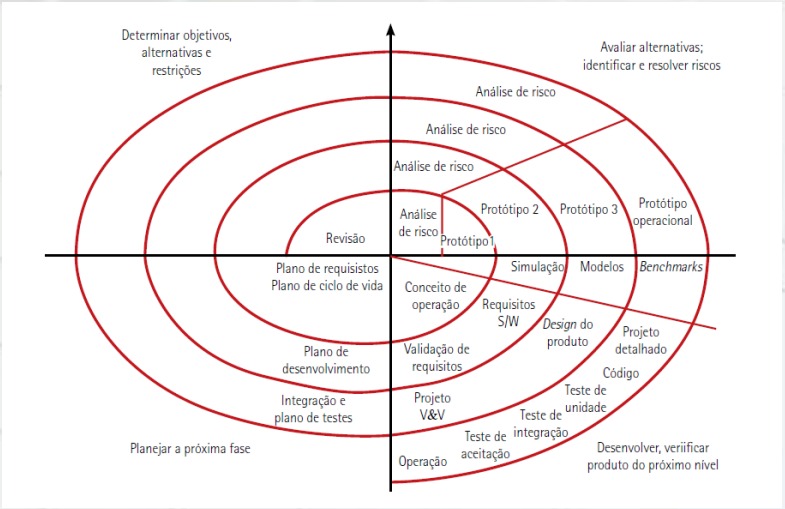 Determinar objetivos,
alternativas e
restrições
Avaliar alternativas;
identificar e resolver riscos
Análise de risco
Análise de risco
Análise de risco
Análise
de risco
Protótipo1
Protótipo 2
Protótipo 3
Protótipo
operacional
Revisão
Plano de requisistos
Plano de ciclo de vida
Simulação
Modelos
Benchmarks
Conceito de
operação
Requisitos
S/W
Design do
produto
Projeto
detalhado
Plano de
desenvolvimento
Validação de
requisitos
Código
Integração e
plano de testes
Projeto
V&V
Teste de
unidade
Teste de
integração
Teste de
aceitação
Operação
Planejar a próxima fase
Desenvolver, veriificar
produto do próximo nível